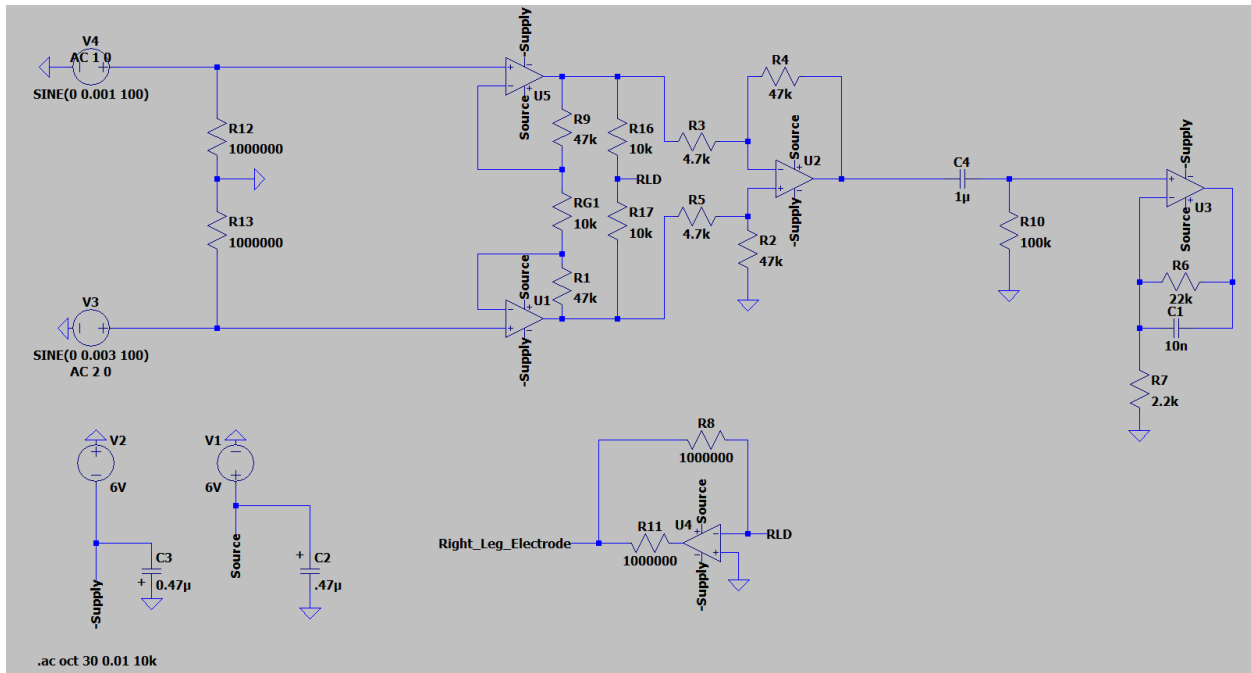 V4
AC 1 0
SINE(0 0.001 100)
R12
1000000
R13
1000000
V3
SINE(0 0.003 100)
AC 2 0
-Supply
U5
Source
R9
47k
R16
10k
RLD
RG1
10k
R17
10k
Source
U1
R1
47k
-Supply
R4
47k
R3
4.7k
Source
U2
R5
4.7k
-Supply
R2
47k
C4
1µ
R10
100k
-Supply
U3
Source
R6
22k
C1
10n
R7
2.2k
V2
6V
C3
0.47µ
-Supply
V1
6V
Source
C2
.47µ
R8
1000000
Source
U4
R11
1000000
Right_Leg_Electrode
RLD
-Supply
.ac oct 30 0.01 10k